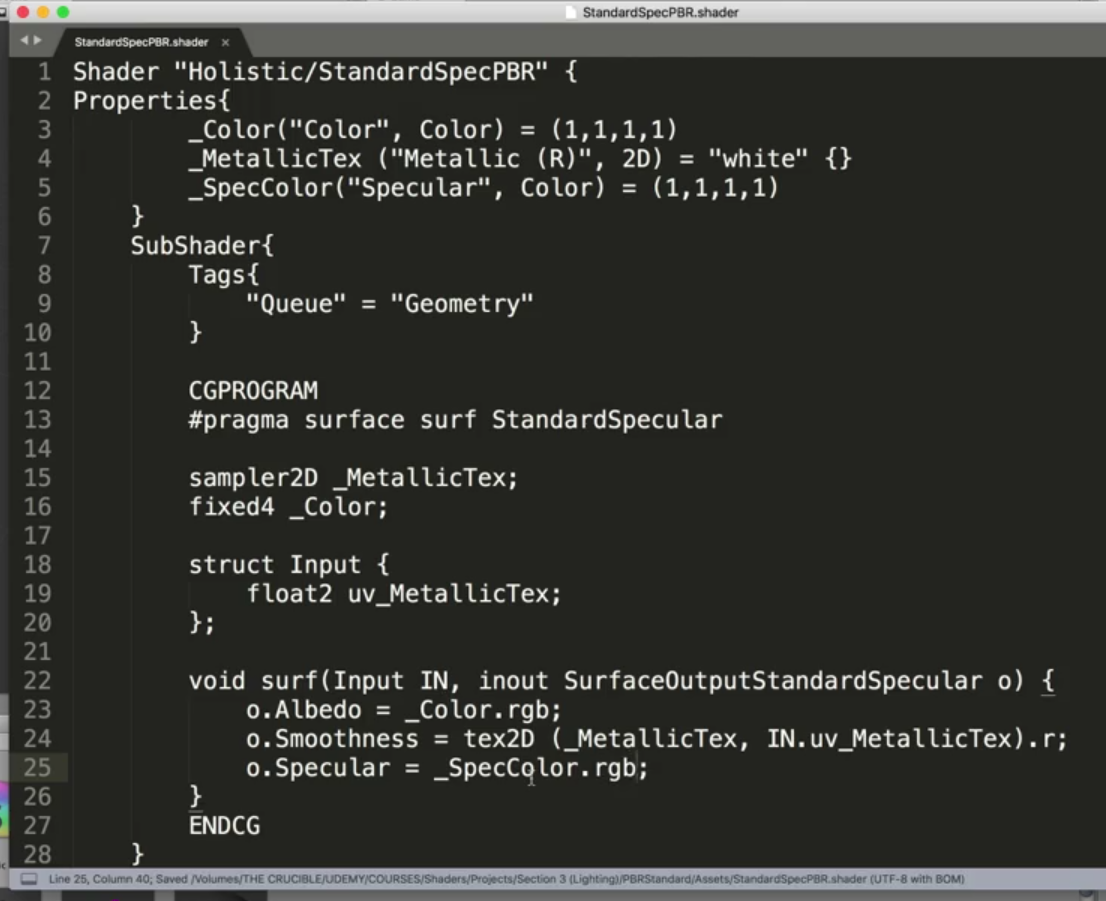 StandardSpecPBR.shader
StandardSpecPBR.shader ×
1 Shader "Holistic/StandardSpecPBR" {
2 Properties{
3 _Color("Color", Color) = (1,1,1,1)
4 _MetallicTex ("Metallic (R)", 2D) = "white" {}
5 _SpecColor("Specular", Color) = (1,1,1,1)
6 }
7 SubShader{
8 Tags{
9 "Queue" = "Geometry"
10 }
11
12 CGPROGRAM
13 #pragma surface surf StandardSpecular
14
15 sampler2D _MetallicTex;
16 fixed4 _Color;
17
18 struct Input {
19 float2 uv_MetallicTex;
20 };
21
22 void surf(Input IN, inout SurfaceOutputStandardSpecular o) {
23 o.Albedo = _Color.rgb;
24 o.Smoothness = tex2D (_MetallicTex, IN.uv_MetallicTex).r;
25 o.Specular = _SpecColor.rgb;
26 }
27 ENDCG
28 }
Line 25, Column 40; Saved /Volumes/THE CRUCIBLE/UDEMY/COURSES/Shaders/Projects/Section 3 (Lighting)/PBRStandard/Assets/StandardSpecPBR.shader (UTF-8 with BOM)